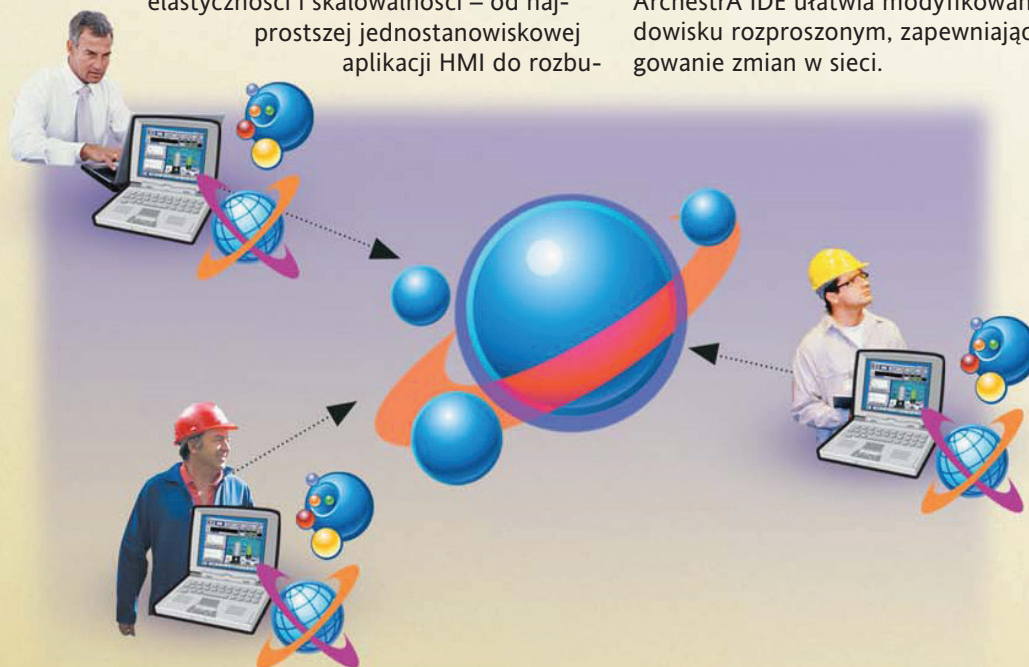 elastyczności i skalowalności – od naj-
prostszej jednostanowiskowej
aplikacji HMI do rozbu-
ArchestrA IDE ułatwia modyfikowan
dowisku rozproszonym, zapewniając
gowanie zmian w sieci.